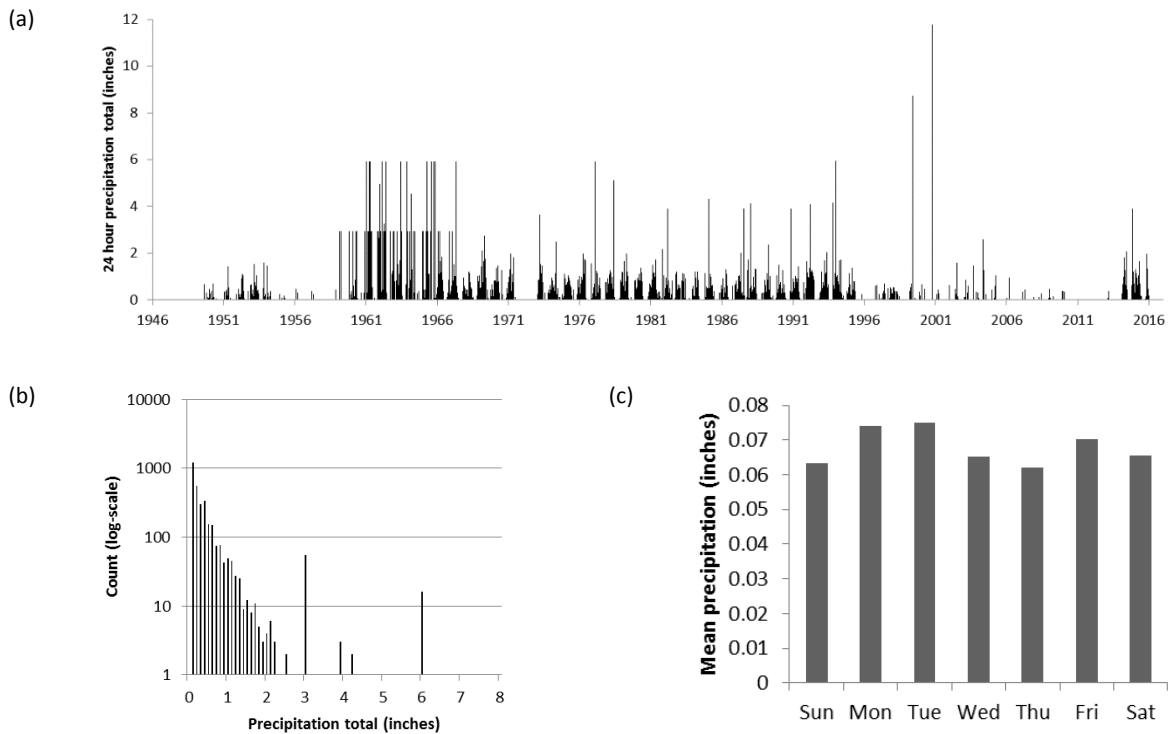 (a)
24 hour precipitation total (inches)
12
10
8
6
4
2
0
1946 1951 1956 1961 1966 1971 1976 1981 1986 1991 1996 2001 2006 2011 2016
(b)
Count (log-scale)
10000
1000
100
10
1
0 1 2 3 4 5 6 7 8
Precipitation total (inches)
(c)
Mean precipitation (inches)
0.08
0.07
0.06
0.05
0.04
0.03
0.02
0.01
0
Sun Mon Tue Wed Thu Fri Sat